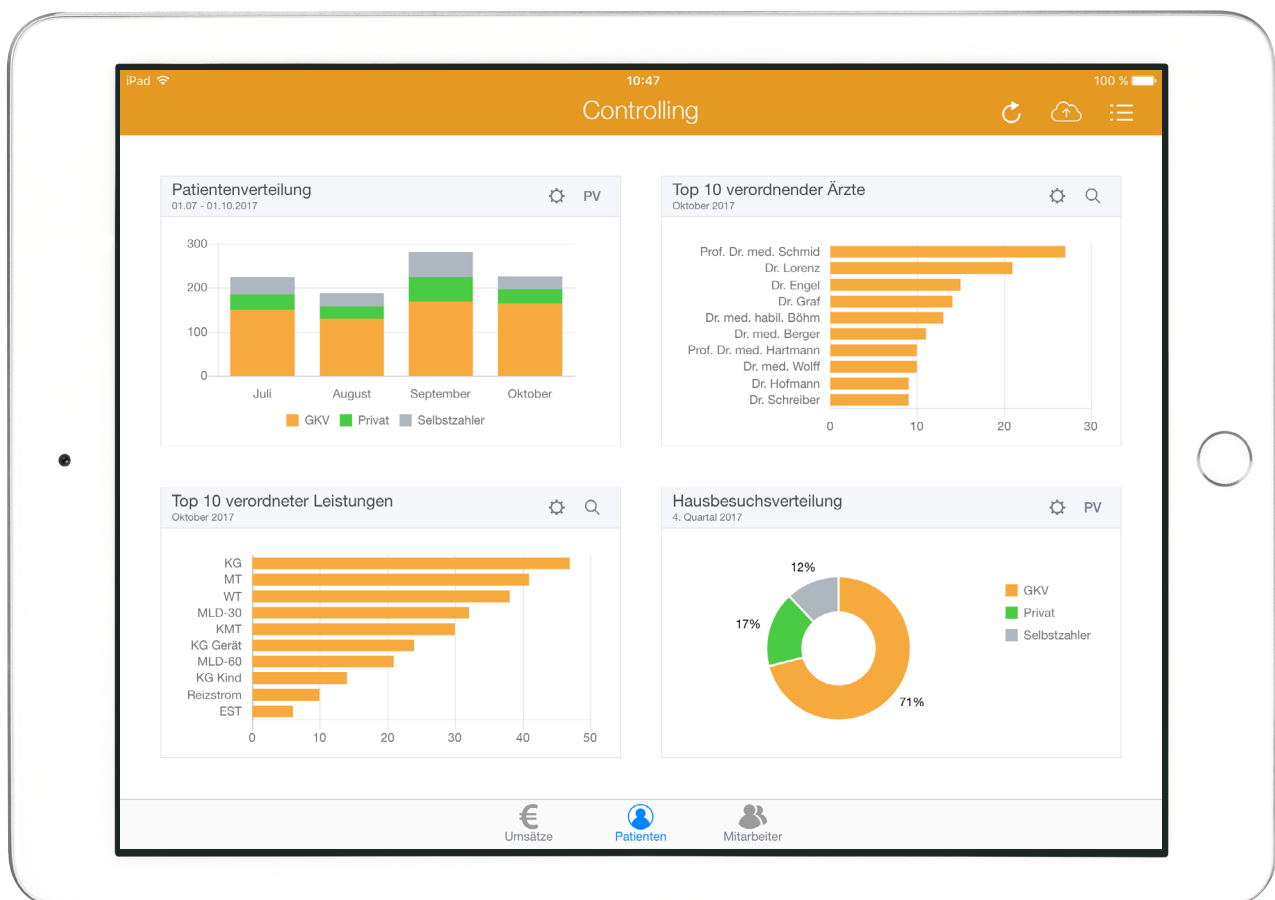 iPad
10:47
100 %
Controlling
Patientenverteilung
01.07 - 01.10.2017
PV
300
200
100
0
Juli August September Oktober
GKV Privat Selbstzahler
Top 10 verordnender Ärzte
Oktober 2017
Prof. Dr. med. Schmid
Dr. Lorenz
Dr. Engel
Dr. Graf
Dr. med. habil. Böhm
Dr. med. Berger
Prof. Dr. med. Hartmann
Dr. med. Wolff
Dr. Hofmann
Dr. Schreiber
0 10 20 30
Top 10 verordneter Leistungen
Oktober 2017
KG
MT
WT
MLD-30
KMT
KG Gerät
MLD-60
KG Kind
Reizstrom
EST
0 10 20 30 40 50
Hausbesuchsverteilung
4. Quartal 2017
PV
12%
17%
71%
GKV
Privat
Selbstzahler
€
Umsätze
Patienten
Mitarbeiter